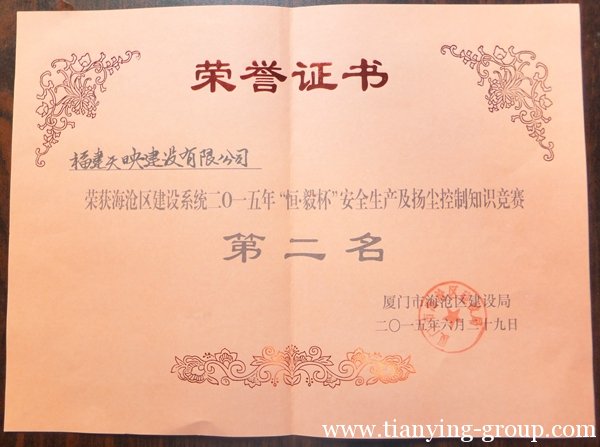 荣誉证书
福建天映建设有限公司
荣获海沧区建设系统二〇一五年“恒·毅杯”安全生产及扬尘控制知识竞赛
第二名
厦门市海沧区建设局
二〇一五年六月二十九日
www.tianying-group.com